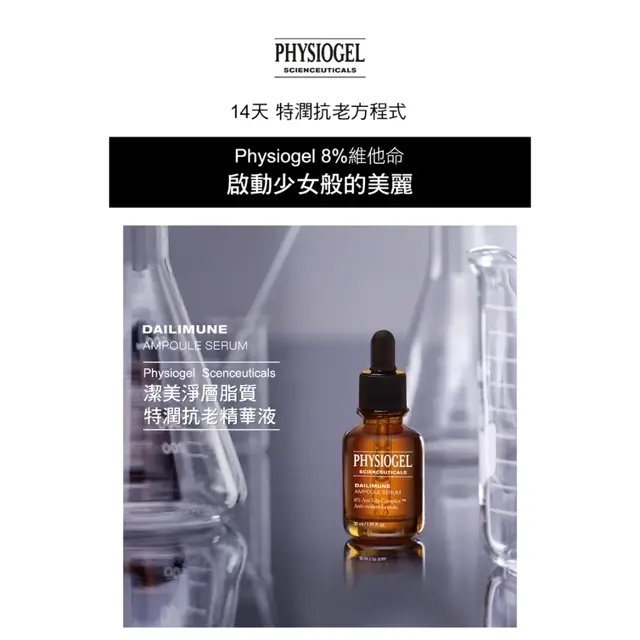 PHYSIOGEL
SCIENCEUTICALS
14天 特潤抗老方程式
Physiogel 8%維他命
啟動少女般的美麗
DAILIMUNE
AMPOULE SERUM
Physiogel Scenceuticals
潔美淨層脂質
特潤抗老精華液
PHYSIOGEL
SCIENCEUTICALS
DAILIMUNE
AMPOULE SERUM